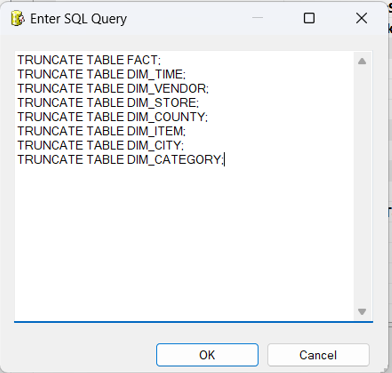 Enter SQL Query
TRUNCATE TABLE FACT;
TRUNCATE TABLE DIM_TIME;
TRUNCATE TABLE DIM_VENDOR;
TRUNCATE TABLE DIM_STORE;
TRUNCATE TABLE DIM_COUNTY;
TRUNCATE TABLE DIM_ITEM;
TRUNCATE TABLE DIM_CITY;
TRUNCATE TABLE DIM_CATEGORY;
OK
Cancel